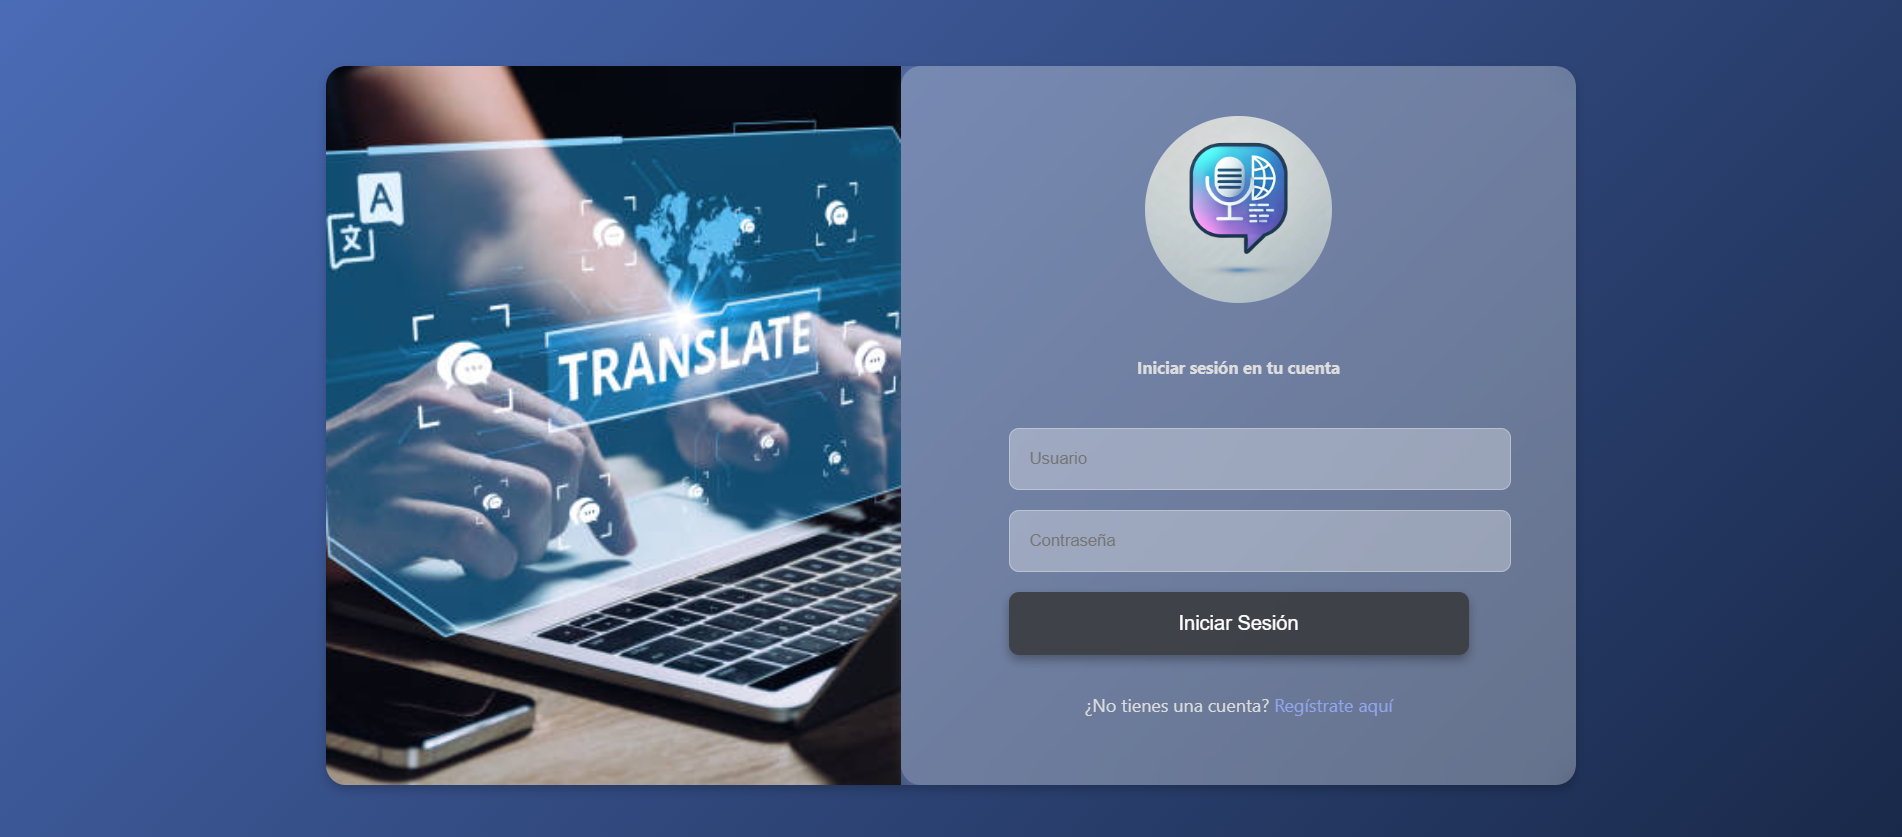 A
文
TRANSLATE
Iniciar sesión en tu cuenta
Usuario
Contraseña
Iniciar Sesión
¿No tienes una cuenta? Regístrate aquí